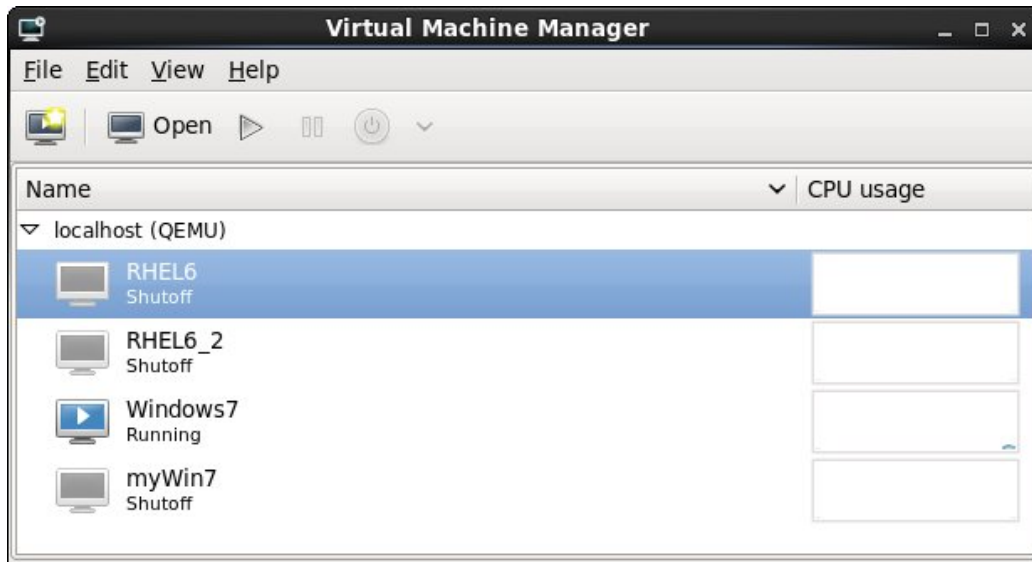 Virtual Machine Manager
File Edit View Help
Open
Name CPU usage
localhost (QEMU)
RHEL6
Shutoff
RHEL6_2
Shutoff
Windows7
Running
myWin7
Shutoff